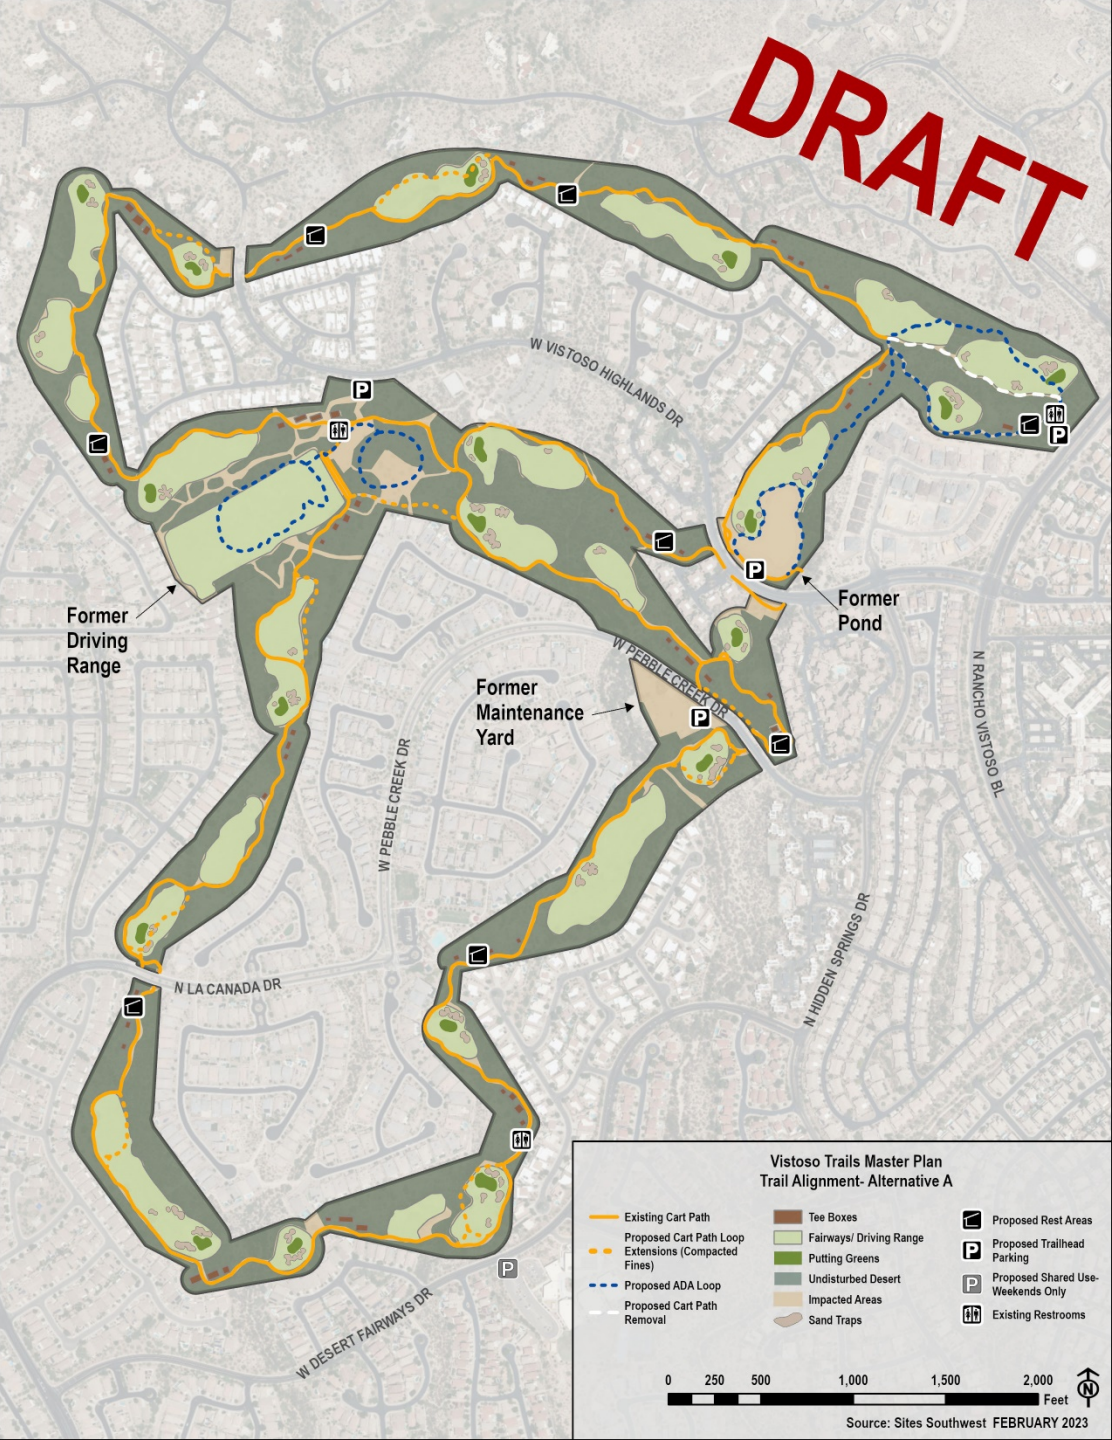 DRAFT
W VISTOSO HIGHLANDS DR
P
P
P
Former
Driving
Range
Former
Pond
W PEBBLE CREEK DR
Former
Maintenance
Yard
P
N RANCHO VISTOSO BL
W PEBBLE CREEK DR
N HIDDEN SPRINGS DR
N LA CANADA DR
P
W DESERT FAIRWAYS DR
Vistoso Trails Master Plan
Trail Alignment- Alternative A
Existing Cart Path
Proposed Cart Path Loop
Extensions (Compacted
Fines)
Proposed ADA Loop
Proposed Cart Path
Removal
Tee Boxes
Fairways/ Driving Range
Putting Greens
Undisturbed Desert
Impacted Areas
Sand Traps
Proposed Rest Areas
P
Proposed Trailhead
Parking
P
Proposed Shared Use-
Weekends Only
Existing Restrooms
0 250 500 1,000 1,500 2,000
Feet
N
Source: Sites Southwest FEBRUARY 2023